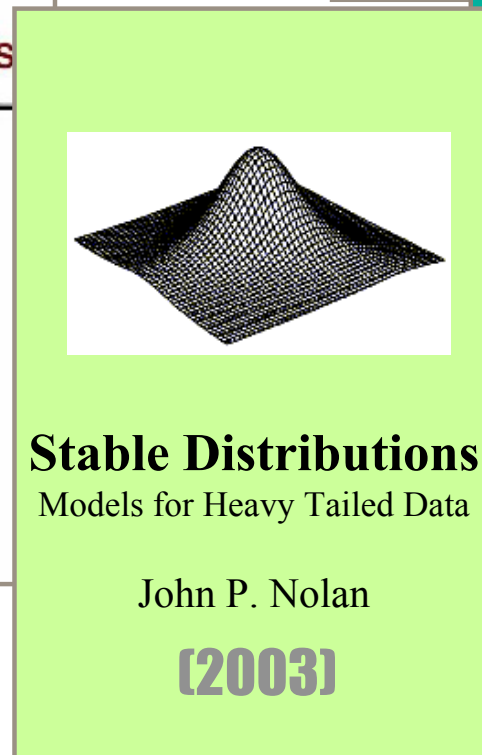 Stable Distributions
Models for Heavy Tailed Data
John P. Nolan
(2003)